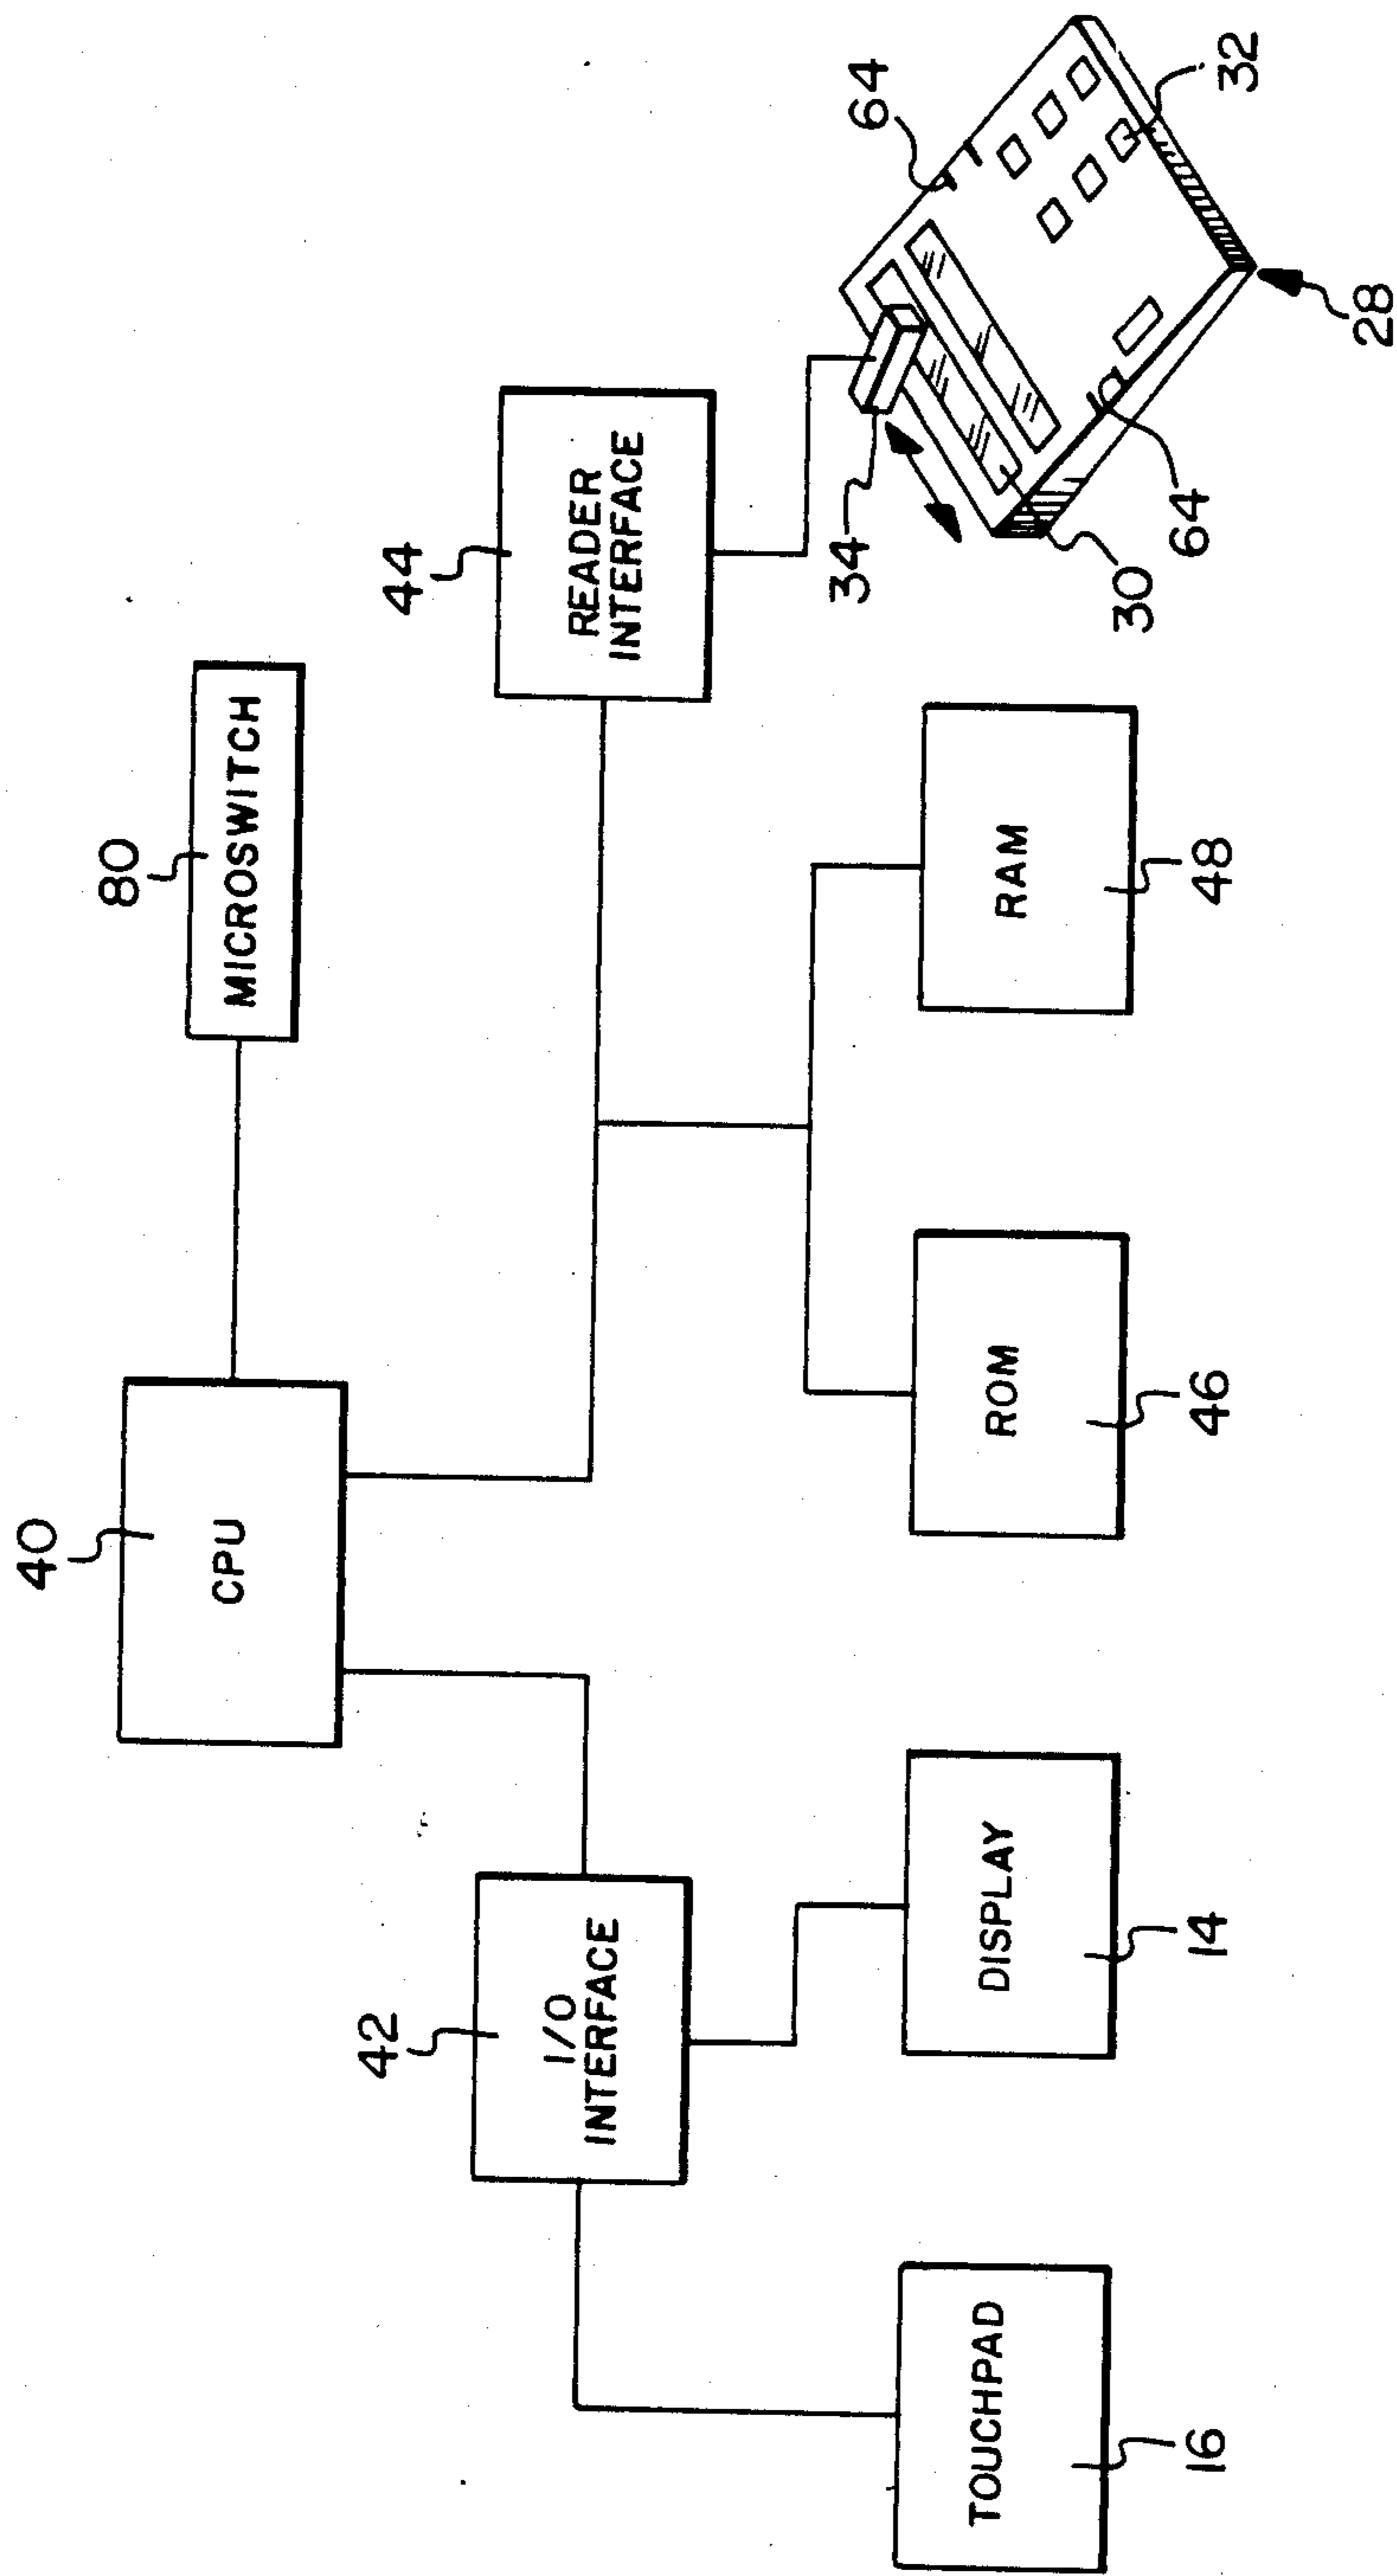 40
CPU
80
MICROSWITCH
42
I/O
INTERFACE
44
READER
INTERFACE
TOUCHPAD
16
DISPLAY
14
ROM
46
RAM
48
34
30
64
64
32
28